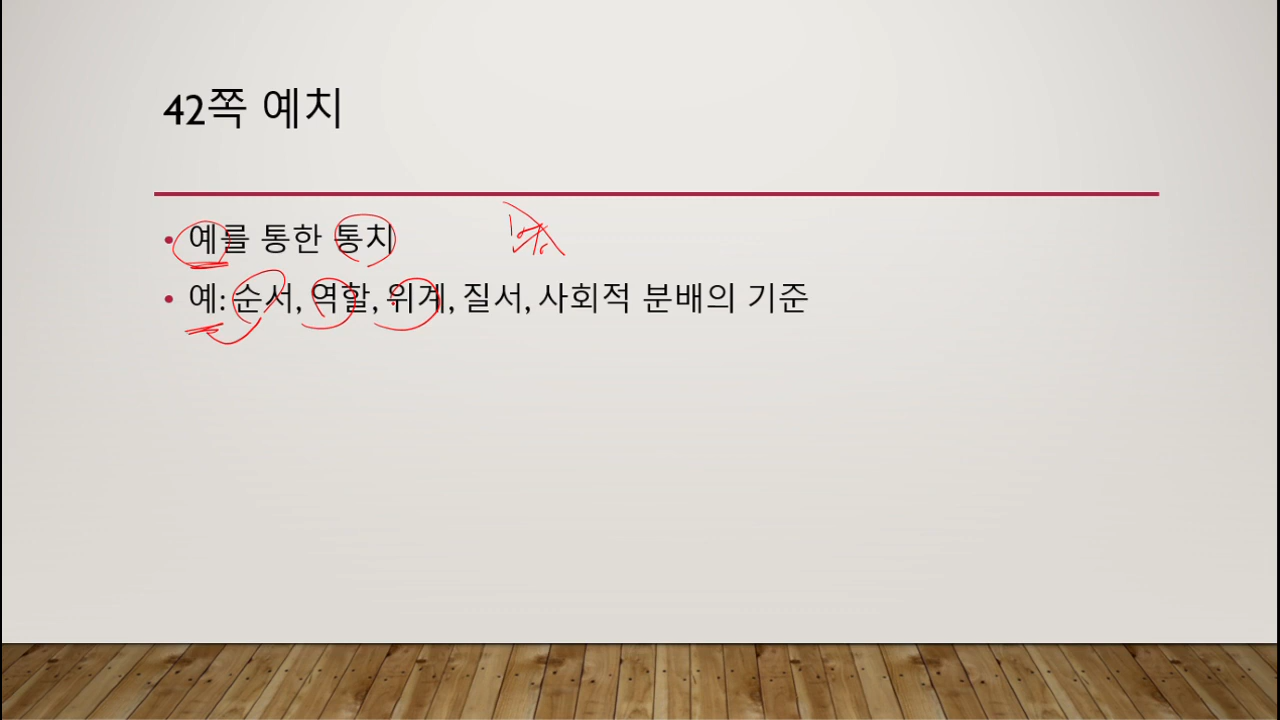 42쪽 예치
• 예를 통한 통치
• 예: 순서, 역할, 위계, 질서, 사회적 분배의 기준